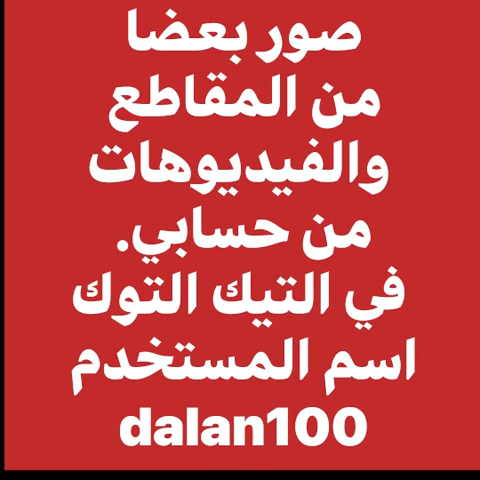 صور بعضا
من المقاطع
والفيديوهات
من حسابي.
في التيك التوك
اسم المستخدم
dalan100